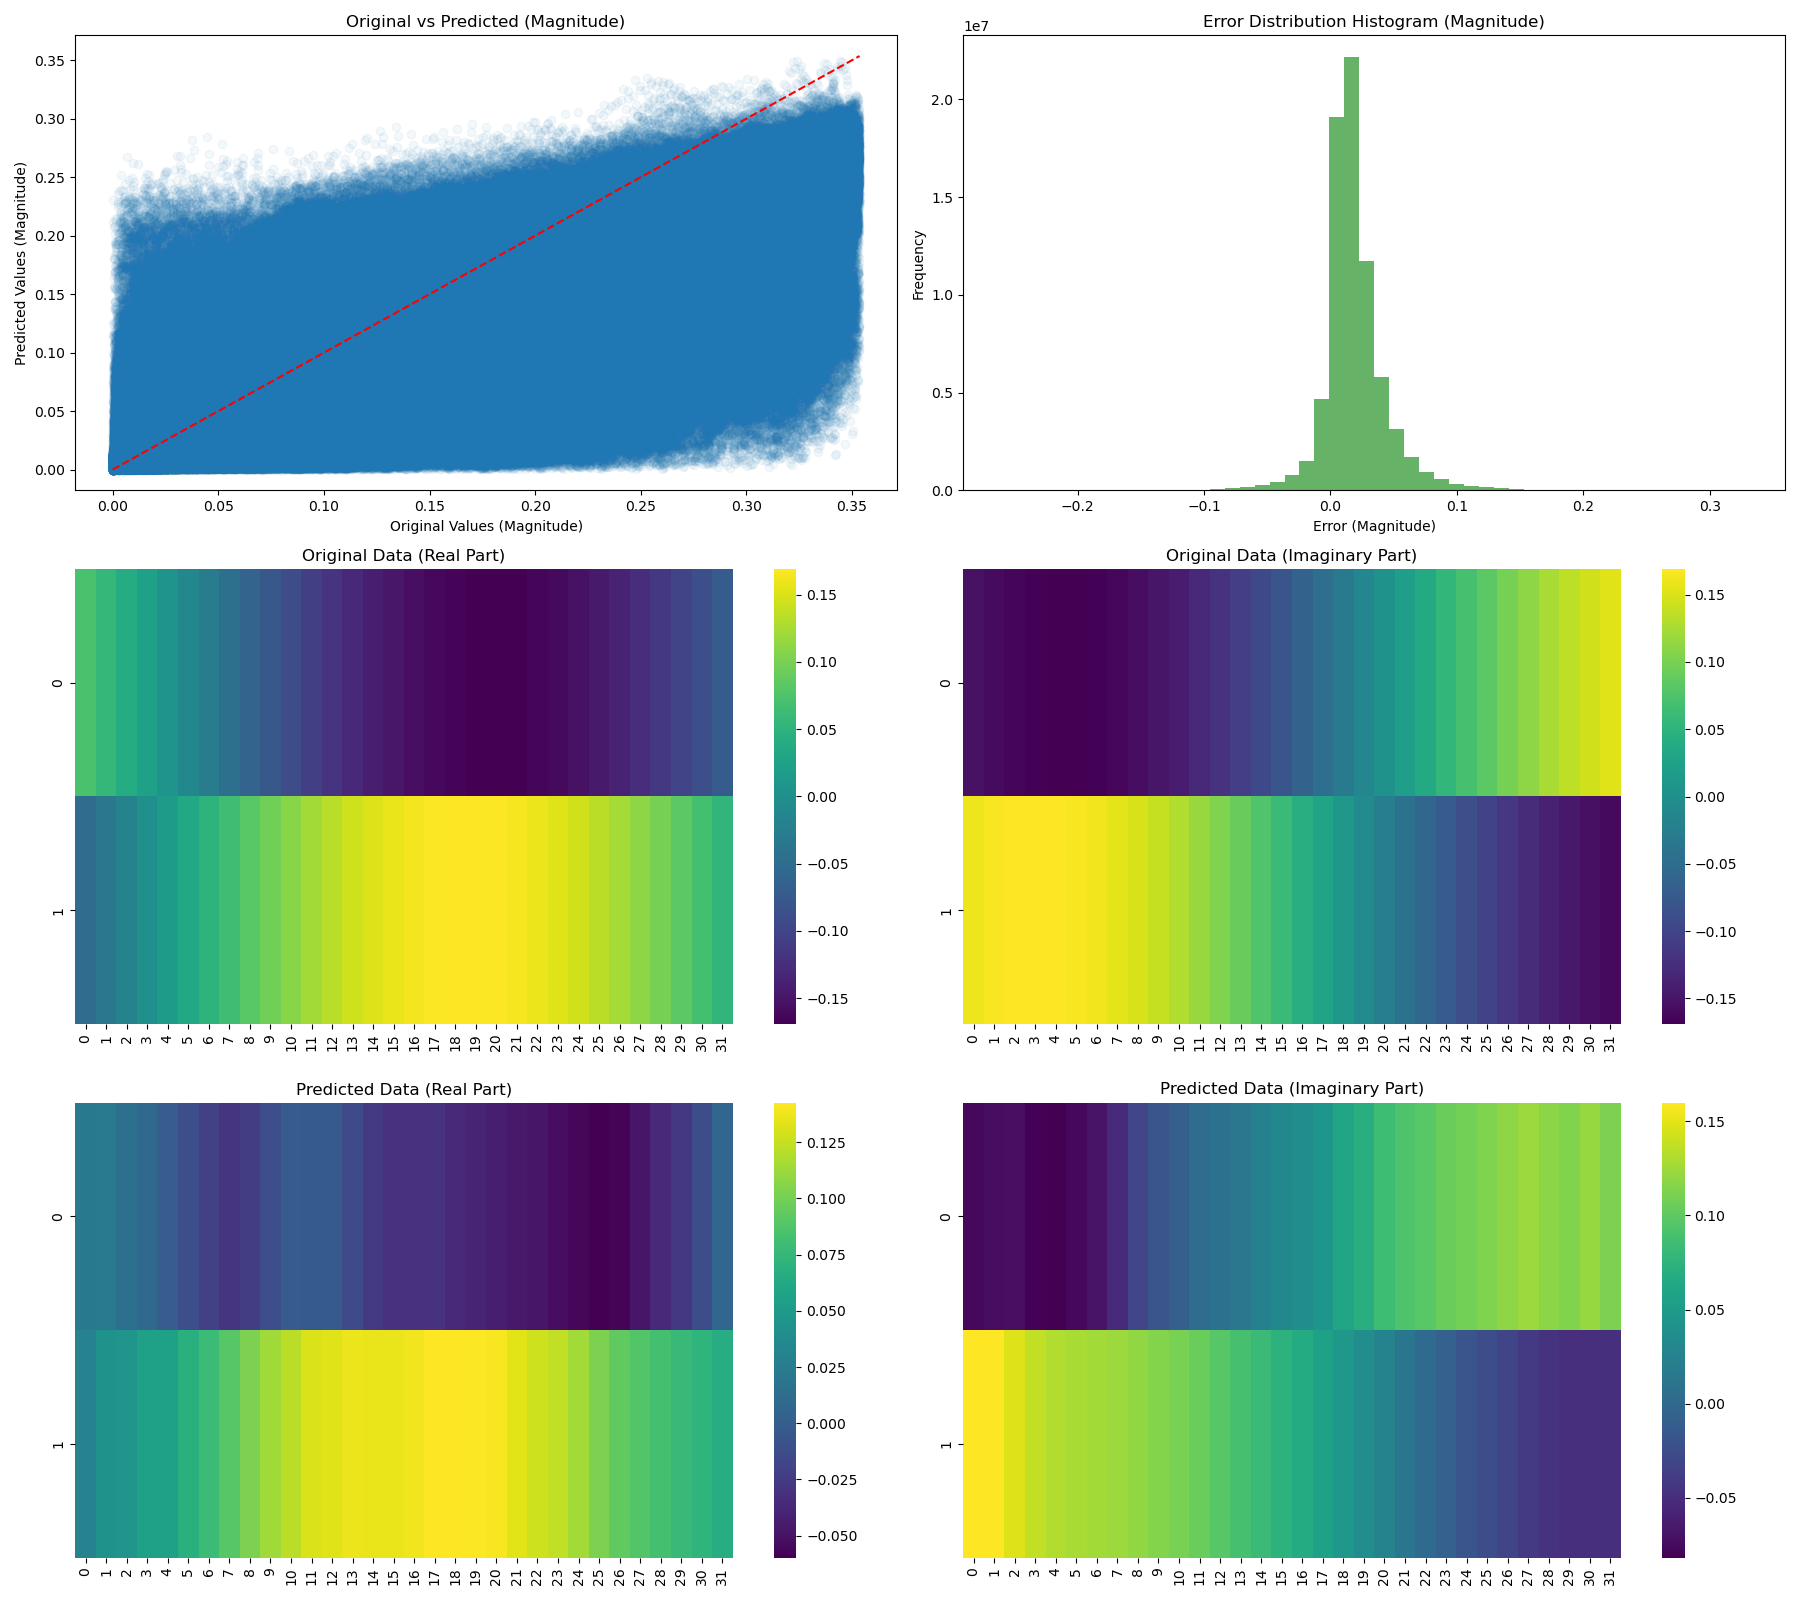 Original vs Predicted (Magnitude)
Predicted Values (Magnitude)
0.35
0.30
0.25
0.20
0.15
0.10
0.05
0.00
0.00 0.05 0.10 0.15 0.20 0.25 0.30 0.35
Original Values (Magnitude)
Error Distribution Histogram (Magnitude)
1e7
Frequency
2.0
1.5
1.0
0.5
0.0
−0.2 −0.1 0.0 0.1 0.2 0.3
Error (Magnitude)
Original Data (Real Part)
0
1
0 1 2 3 4 5 6 7 8 9 10 11 12 13 14 15 16 17 18 19 20 21 22 23 24 25 26 27 28 29 30 31
0.15
0.10
0.05
0.00
−0.05
−0.10
−0.15
Original Data (Imaginary Part)
0
1
0 1 2 3 4 5 6 7 8 9 10 11 12 13 14 15 16 17 18 19 20 21 22 23 24 25 26 27 28 29 30 31
0.15
0.10
0.05
0.00
−0.05
−0.10
−0.15
Predicted Data (Real Part)
0
1
0 1 2 3 4 5 6 7 8 9 10 11 12 13 14 15 16 17 18 19 20 21 22 23 24 25 26 27 28 29 30 31
0.125
0.100
0.075
0.050
0.025
0.000
−0.025
−0.050
Predicted Data (Imaginary Part)
0
1
0 1 2 3 4 5 6 7 8 9 10 11 12 13 14 15 16 17 18 19 20 21 22 23 24 25 26 27 28 29 30 31
0.15
0.10
0.05
0.00
−0.05